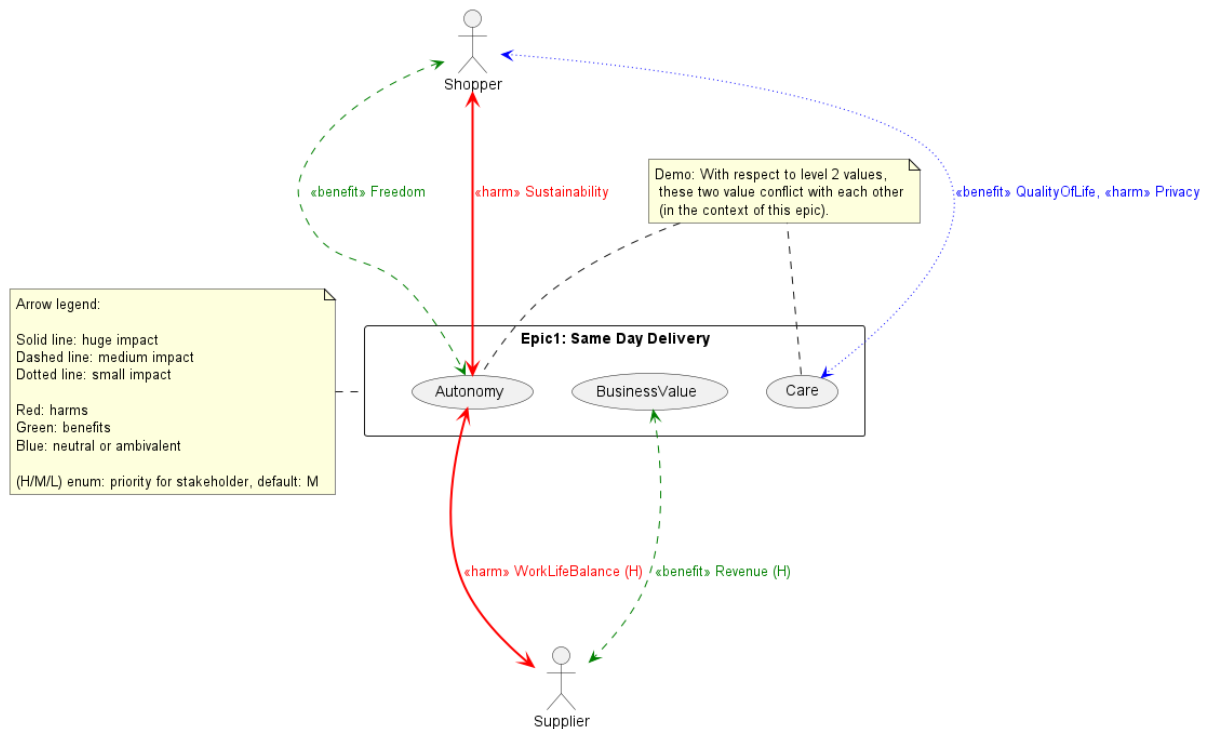 Shopper
Demo: With respect to level 2 values,
these two value conflict with each other
(in the context of this epic).
«benefit» Freedom
«harm» Sustainability
«benefit» QualityOfLife, «harm» Privacy
Arrow legend:
Solid line: huge impact
Dashed line: medium impact
Dotted line: small impact
Red: harms
Green: benefits
Blue: neutral or ambivalent
(H/M/L) enum: priority for stakeholder, default: M
Epic1: Same Day Delivery
Autonomy
BusinessValue
Care
«harm» WorkLifeBalance (H)
«benefit» Revenue (H)
Supplier